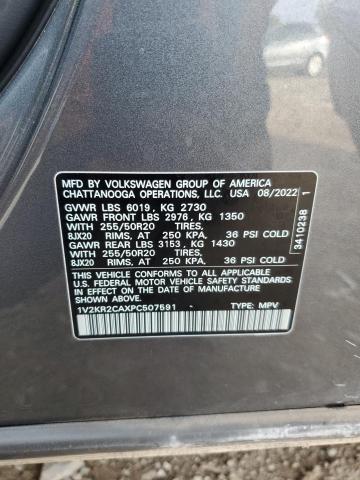 MFD. BY VOLKSWAGEN GROUP OF AMERICA
CHATTANOOGA OPERATIONS, LLC. USA 08/2022
GVWR LBS 6019, KG 2730
GAWR FRONT LBS 2976, KG 1350
WITH 255/50R20 TIRES,
8JX20 RIMS, AT 250 KPA, 36 PSI COLD
GAWR REAR LBS 3153, KG 1430
WITH 255/50R20 TIRES,
8JX20 RIMS, AT 250 KPA, 36 PSI COLD
THIS VEHICLE CONFORMS TO ALL APPLICABLE
U.S. FEDERAL MOTOR VEHICLE SAFETY STANDARDS
IN EFFECT ON THE DATE OF MANUFACTURE
SHOWN ABOVE.
1V2KR2CAXPC507591 TYPE: MPV
3410238 1